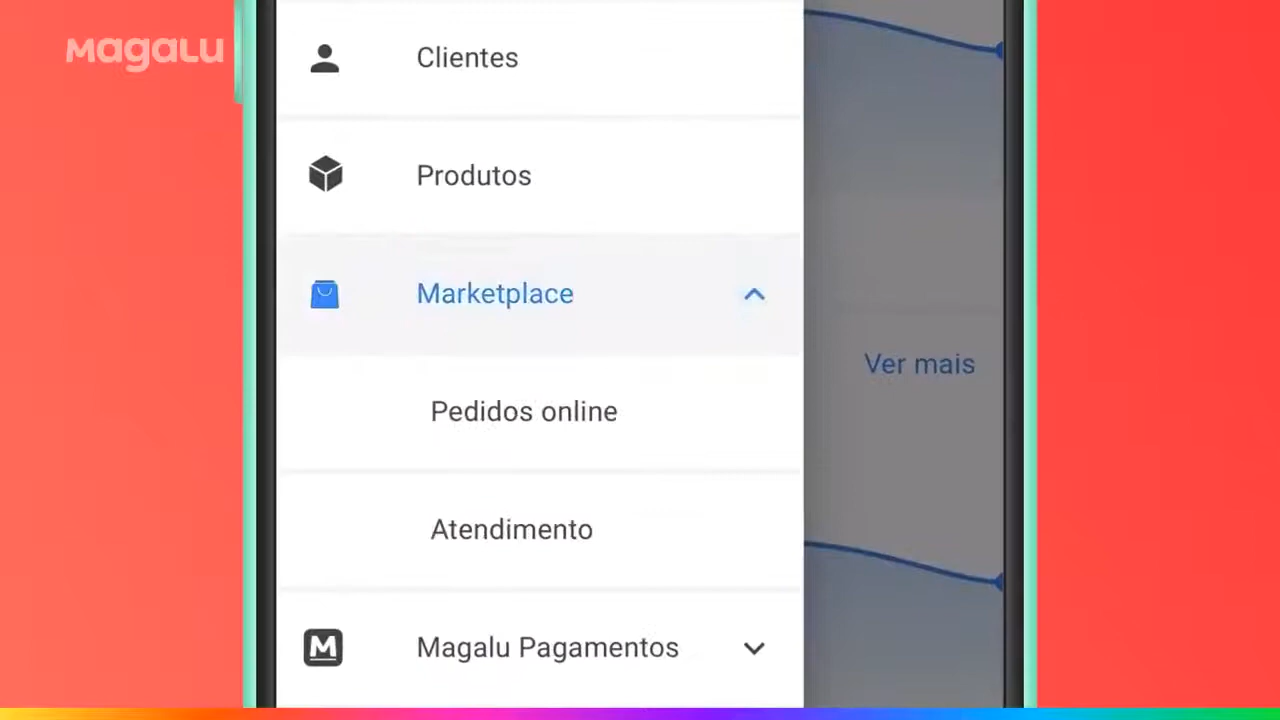 Magalu
Clientes
Produtos
Marketplace
Ver mais
Pedidos online
Atendimento
M
Magalu Pagamentos